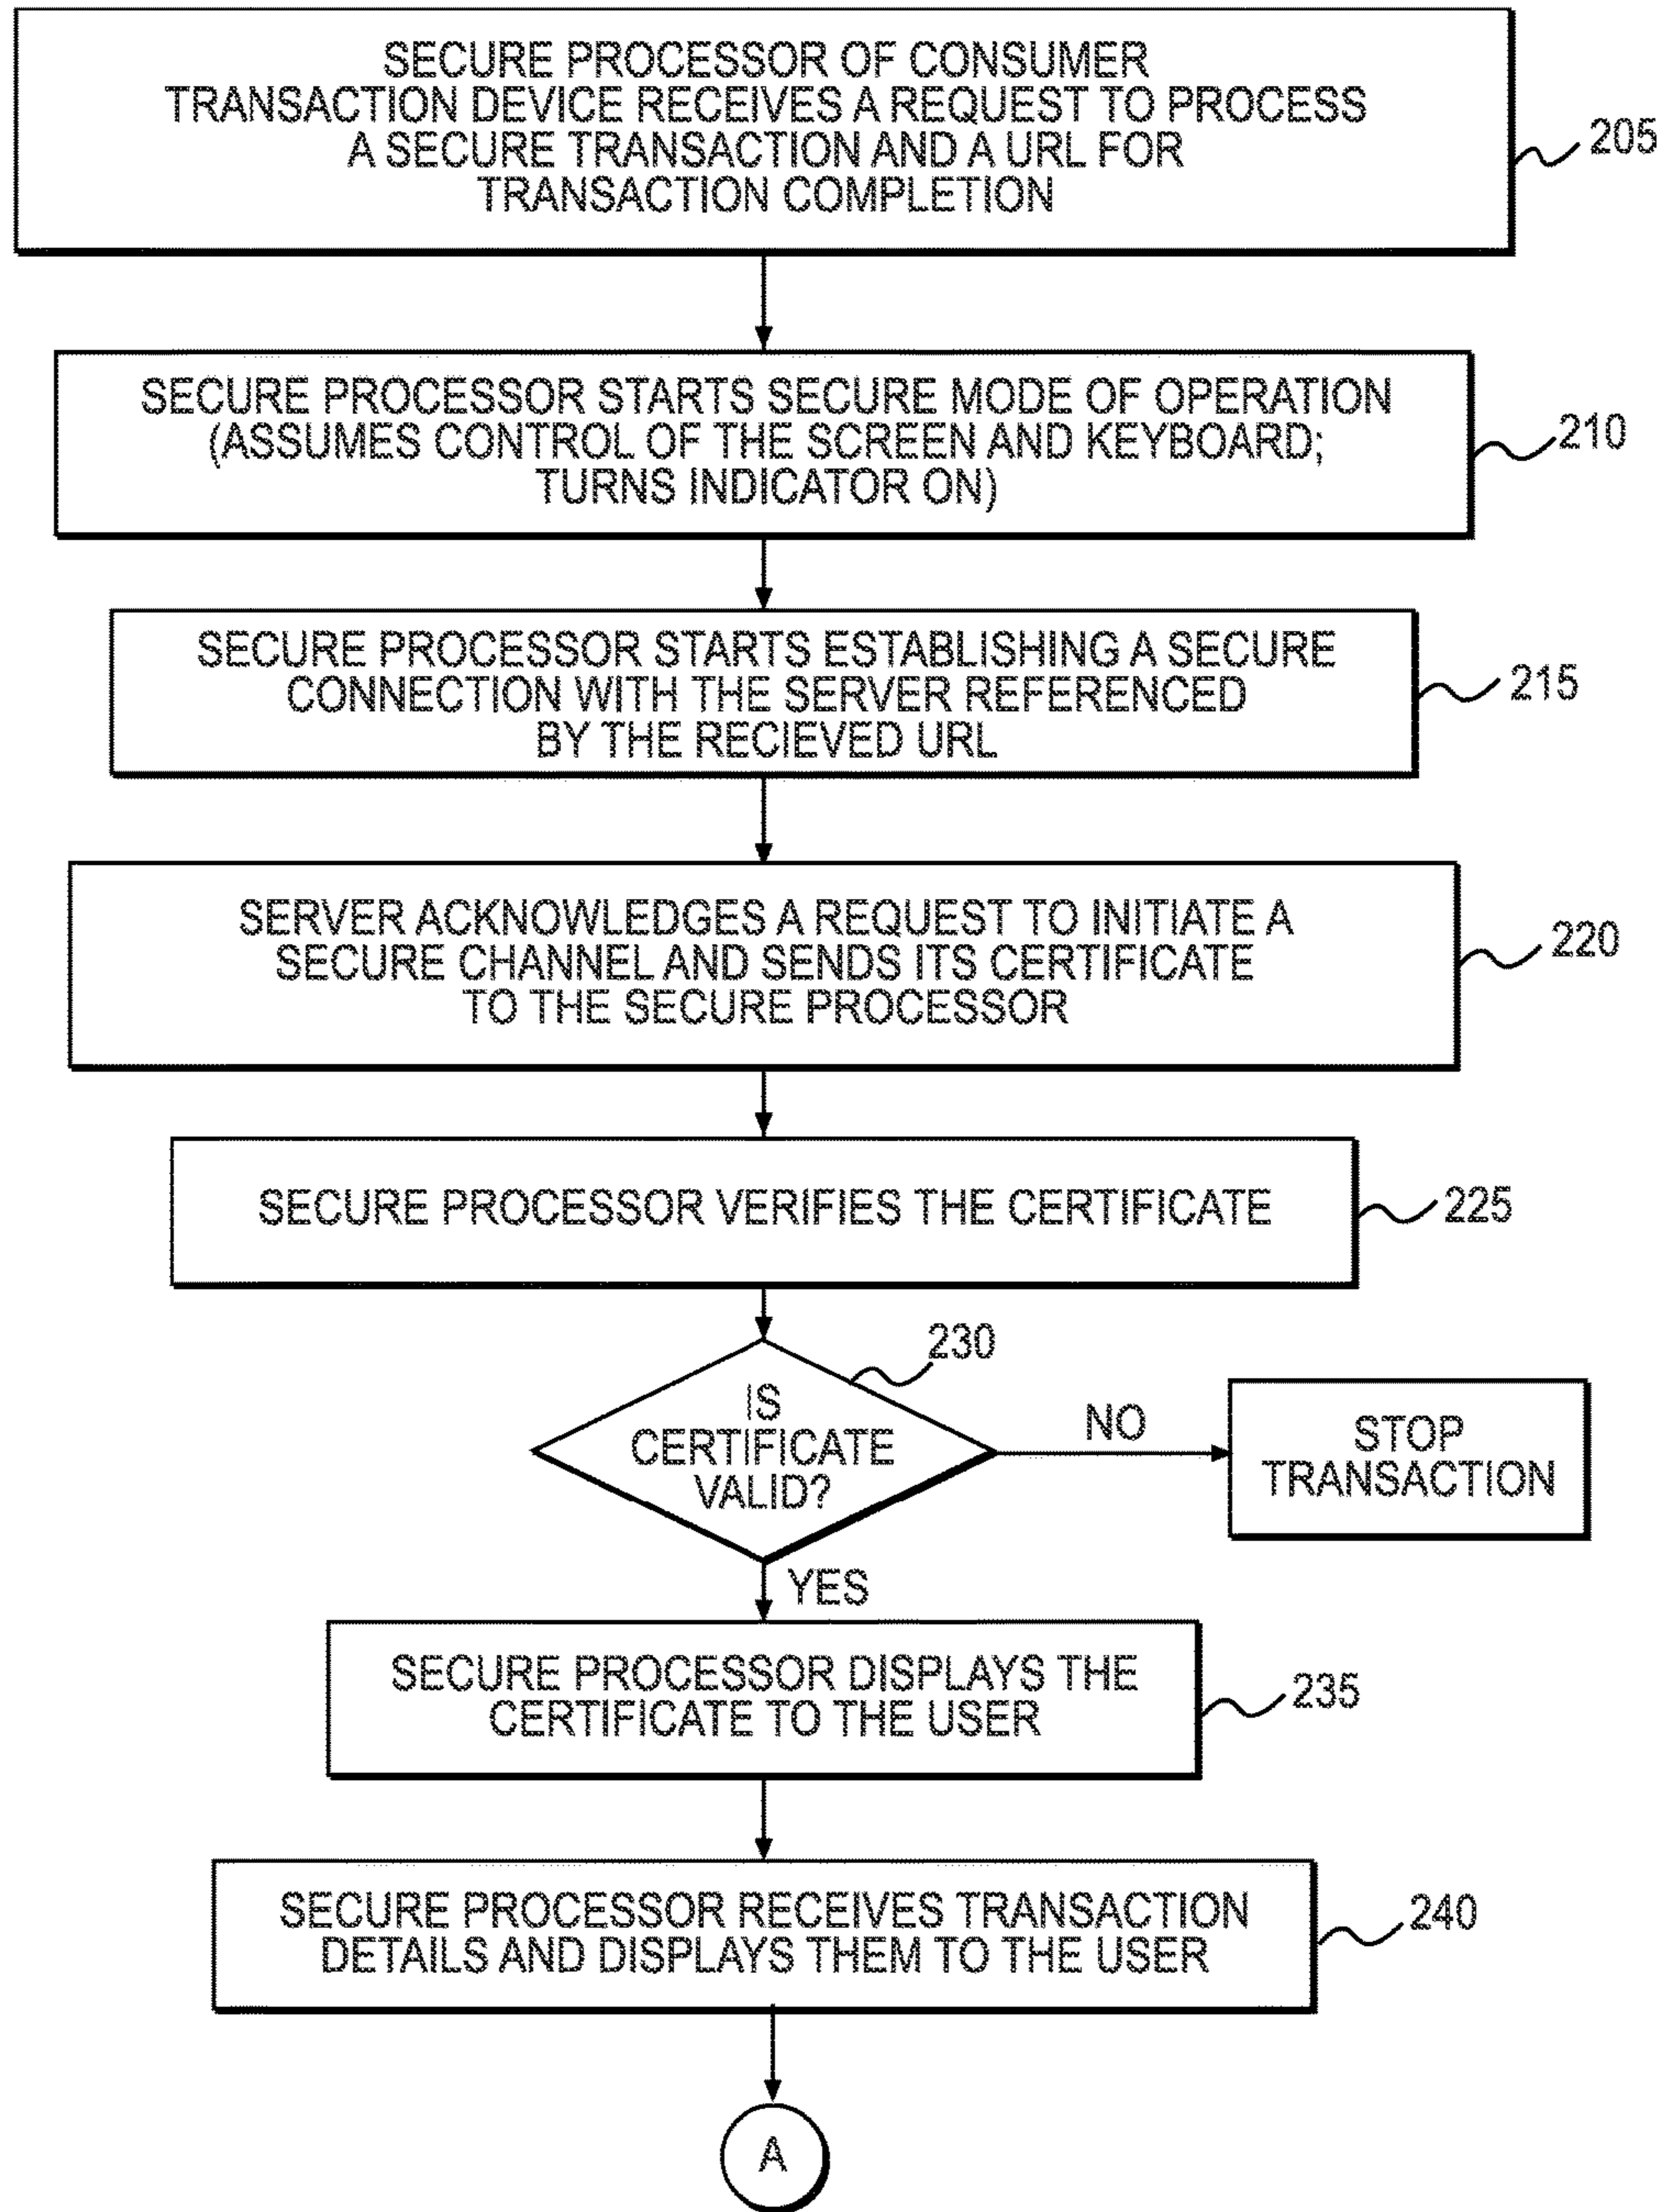 SECURE PROCESSOR OF CONSUMER
TRANSACTION DEVICE RECEIVES A REQUEST TO PROCESS
A SECURE TRANSACTION AND A URL FOR
TRANSACTION COMPLETION
205
SECURE PROCESSOR STARTS SECURE MODE OF OPERATION
(ASSUMES CONTROL OF THE SCREEN AND KEYBOARD;
TURNS INDICATOR ON)
210
SECURE PROCESSOR STARTS ESTABLISHING A SECURE
CONNECTION WITH THE SERVER REFERENCED
BY THE RECIEVED URL
215
SERVER ACKNOWLEDGES A REQUEST TO INITIATE A
SECURE CHANNEL AND SENDS ITS CERTIFICATE
TO THE SECURE PROCESSOR
220
SECURE PROCESSOR VERIFIES THE CERTIFICATE
225
230
IS
CERTIFICATE
VALID?
NO
STOP
TRANSACTION
YES
SECURE PROCESSOR DISPLAYS THE
CERTIFICATE TO THE USER
235
SECURE PROCESSOR RECEIVES TRANSACTION
DETAILS AND DISPLAYS THEM TO THE USER
240
A